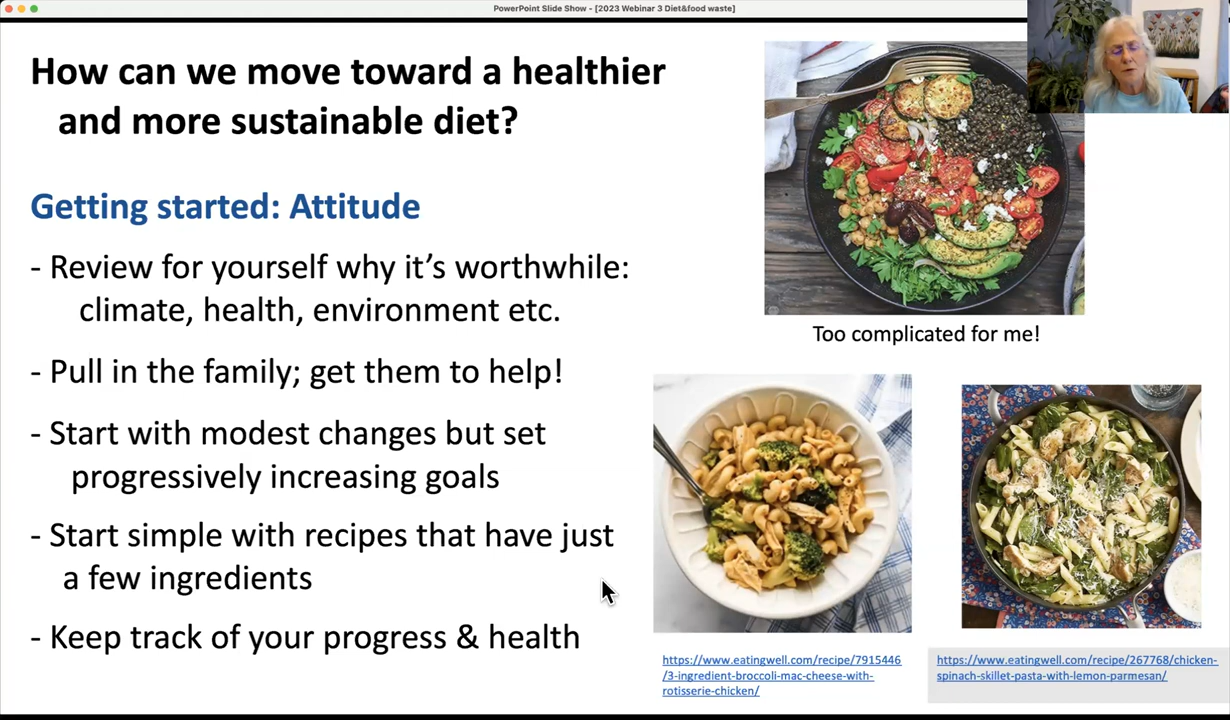 PowerPoint Slide Show - [2023 Webinar 3 Diet&food waste]
How can we move toward a healthier
and more sustainable diet?
Getting started: Attitude
- Review for yourself why it’s worthwhile:
climate, health, environment etc.
- Pull in the family; get them to help!
- Start with modest changes but set
progressively increasing goals
- Start simple with recipes that have just
a few ingredients
- Keep track of your progress & health
Too complicated for me!
https://www.eatingwell.com/recipe/7915446
/3-ingredient-broccoli-mac-cheese-with-
rotisserie-chicken/
https://www.eatingwell.com/recipe/267768/chicken-
spinach-skillet-pasta-with-lemon-parmesan/